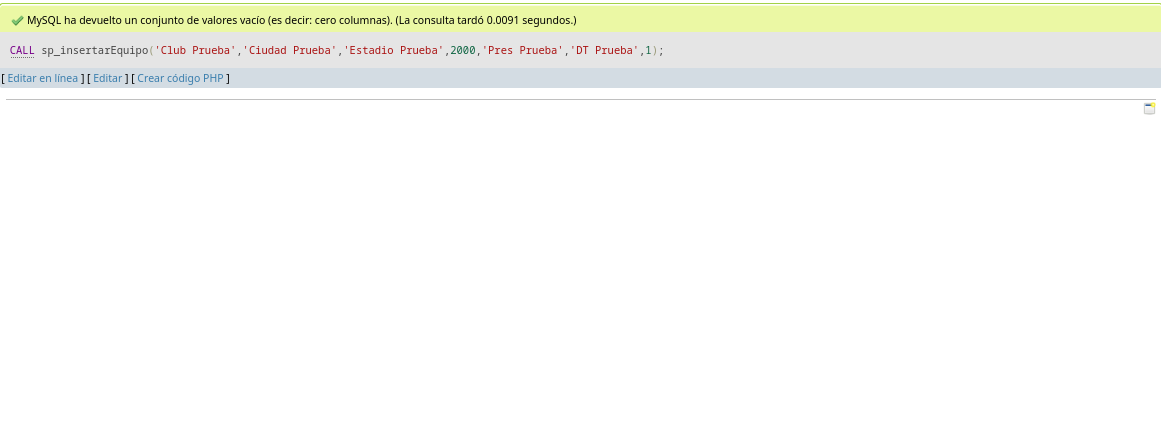 MySQL ha devuelto un conjunto de valores vacío (es decir: cero columnas). (La consulta tardó 0.0091 segundos.)
CALL sp_insertarEquipo('Club Prueba','Ciudad Prueba','Estadio Prueba',2000,'Pres Prueba','DT Prueba',1);
[ Editar en línea ] [ Editar ] [ Crear código PHP ]